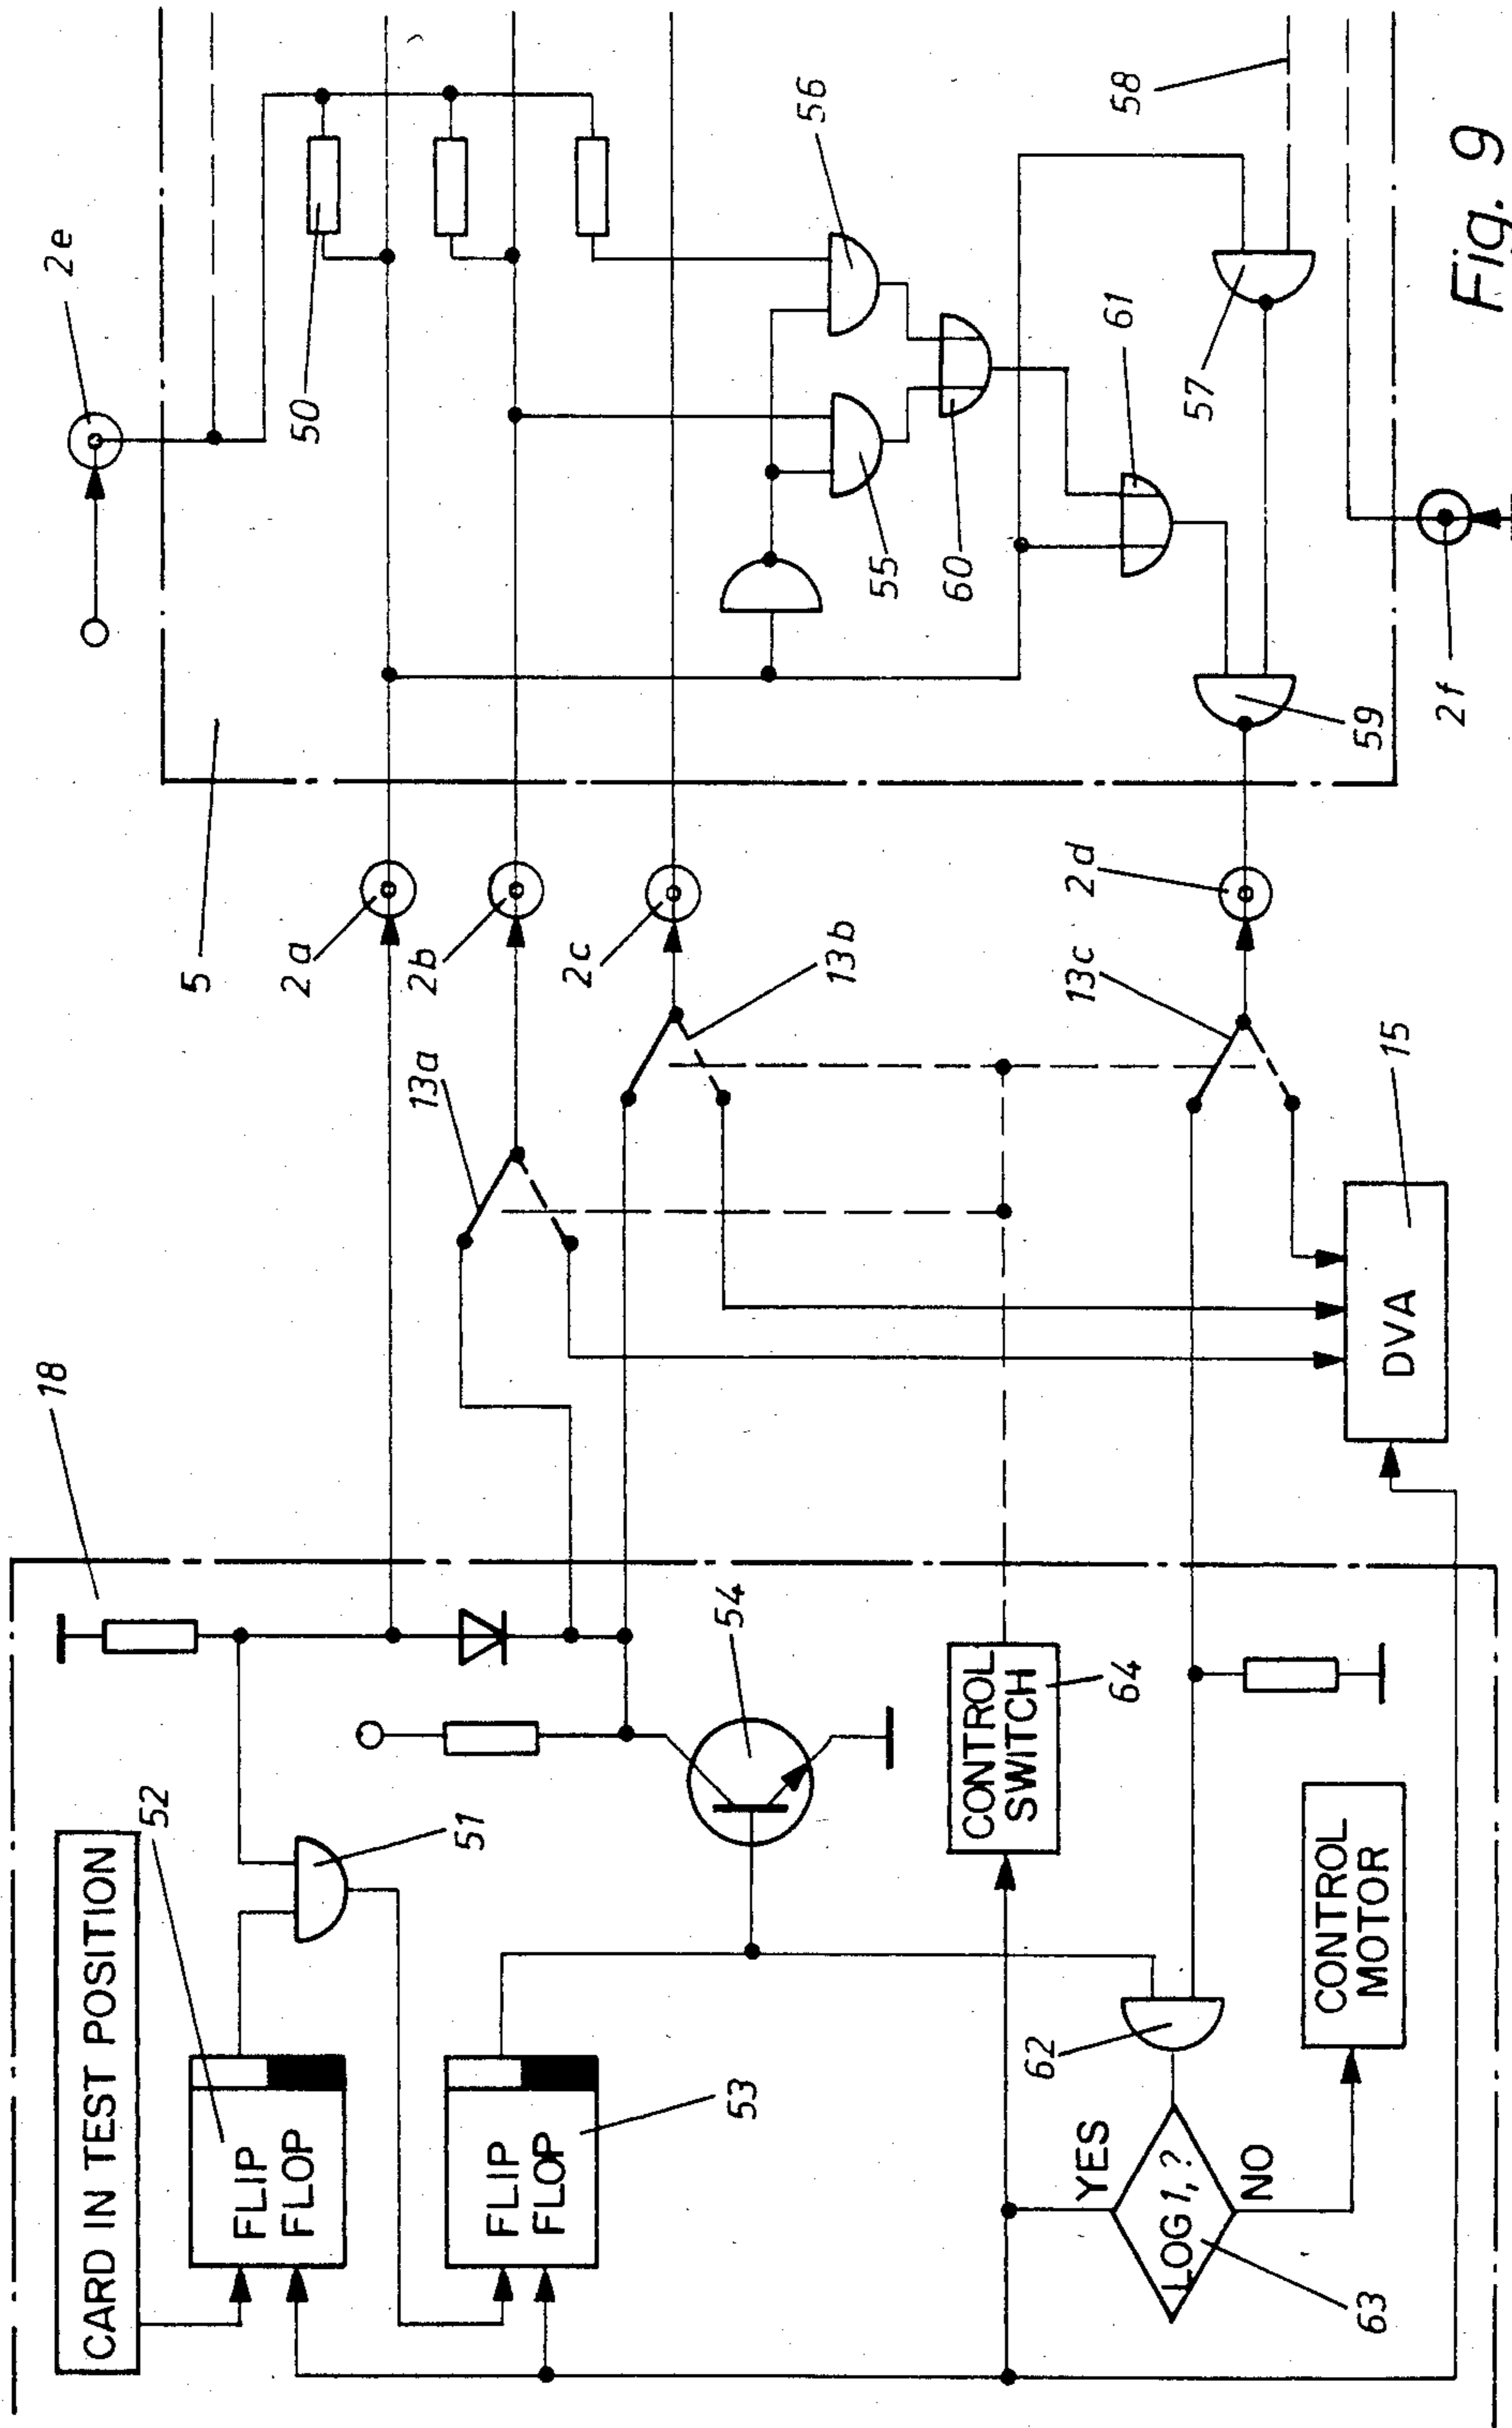 CARD IN TEST POSITION
52
18
FLIP
FLOP
51
FLIP
FLOP
53
54
CONTROL
SWITCH
64
62
YES
LOG 1, ?
NO
63
CONTROL
MOTOR
DVA
15
13a
13b
13c
2a
2b
2c
2d
5
2e
50
55
56
60
61
57
58
59
2f
Fig. 9